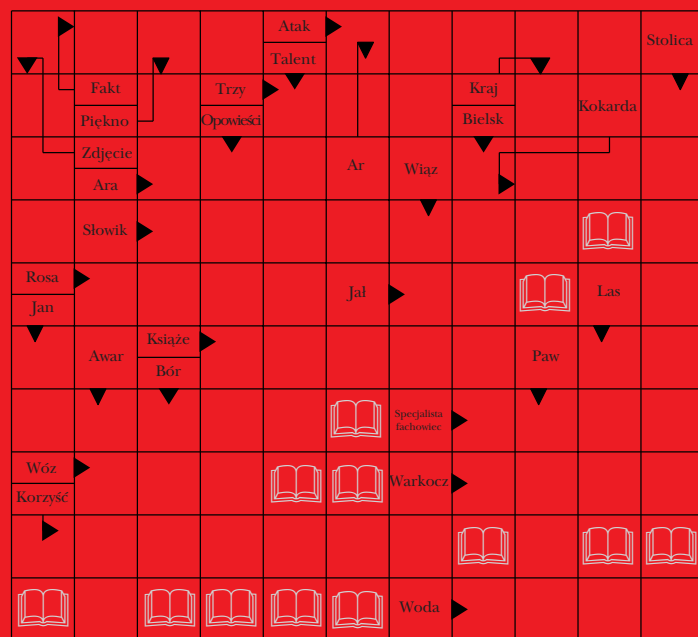 Atak
Talent
Stolica
Fakt
Piękno
Trzy
Opowieści
Kraj
Bielsk
Kokarda
Zdjęcie
Ara
Ar
Wiąz
Słowik
Rosa
Jan
Jał
Las
Awar
Książe
Bór
Paw
Specjalista
fachowiec
Wóz
Korzyść
Warkocz
Woda